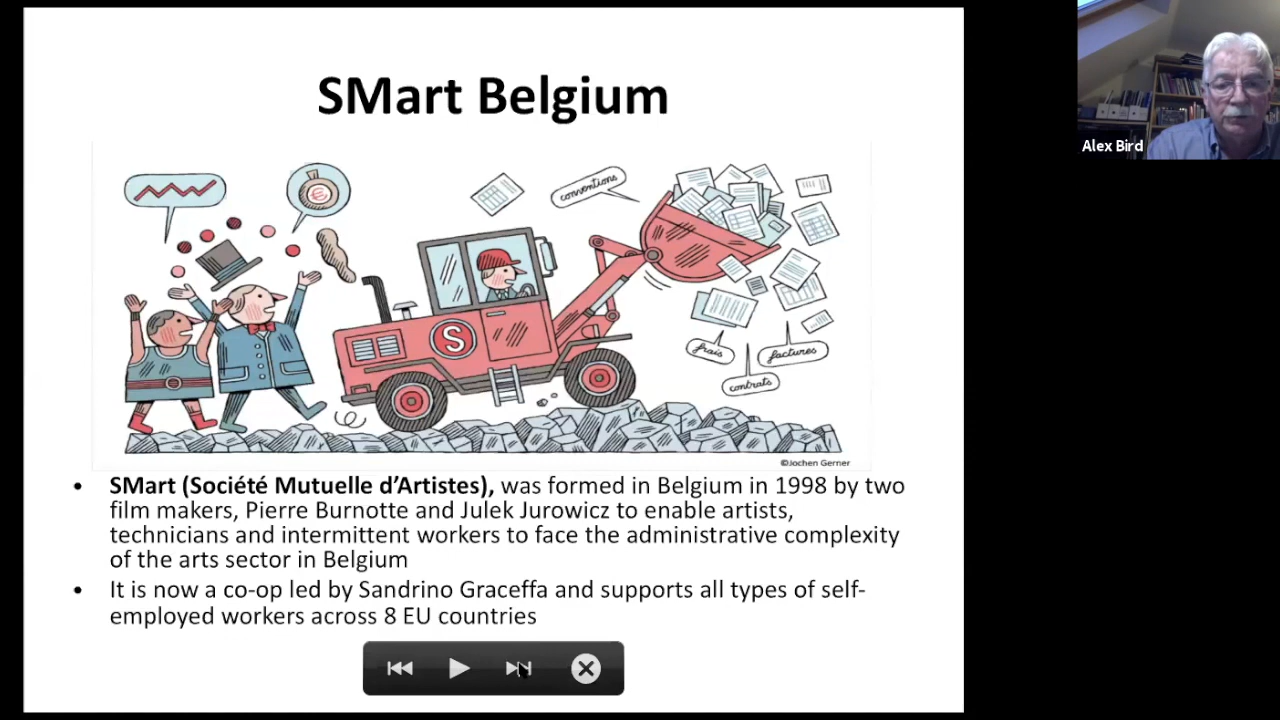 SMart Belgium
Alex Bird
€
conventions
S
frais
factures
contrats
©Jochen Gerner
• SMart (Société Mutuelle d’Artistes), was formed in Belgium in 1998 by two
film makers, Pierre Burnotte and Julek Jurowicz to enable artists,
technicians and intermittent workers to face the administrative complexity
of the arts sector in Belgium
• It is now a co-op led by Sandrino Graceffa and supports all types of self-
employed workers across 8 EU countries